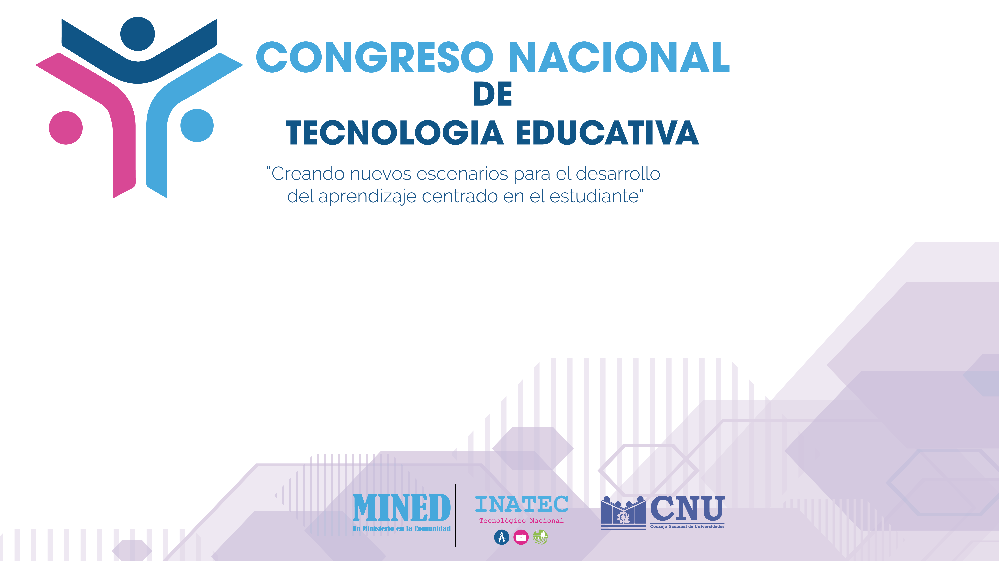 CONGRESO NACIONAL
DE
TECNOLOGIA EDUCATIVA
“Creando nuevos escenarios para el desarrollo
del aprendizaje centrado en el estudiante”
MINED
Un Ministerio en la Comunidad
INATEC
Tecnológico Nacional
CNU
Consejo Nacional de Universidades